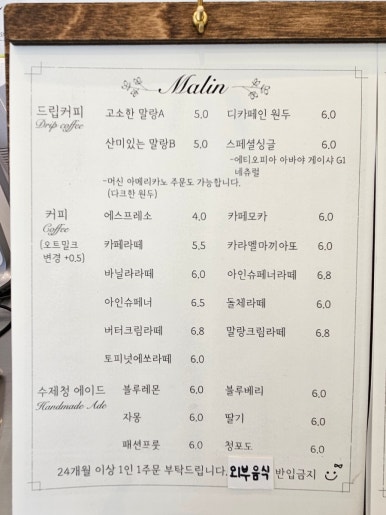 Malin
드립커피 고소한 말랑A 5.0 디카페인 원두 6.0
Drip coffee
산미있는 말랑B 5.0 스페셜싱글 6.0
-에티오피아 아바야 게이샤 G1
네츄럴
-머신 아메리카노 주문도 가능합니다.
(다크한 원두)
커피 에스프레소 4.0 카페모카 6.0
Coffee
(오트밀크 카페라떼 5.5 카라멜마끼아또 6.0
변경 +0.5)
바닐라라떼 6.0 아인슈페너라떼 6.8
아인슈페너 6.5 돌체라떼 6.0
버터크림라떼 6.8 말랑크림라떼 6.8
토피넛에쏘라떼 6.0
수제청 에이드 블루레몬 6.0 블루베리 6.0
Handmade Ade
자몽 6.0 딸기 6.0
패션프룻 6.0 청포도 6.0
24개월 이상 1인 1주문 부탁드립니다. 외부음식 반입금지